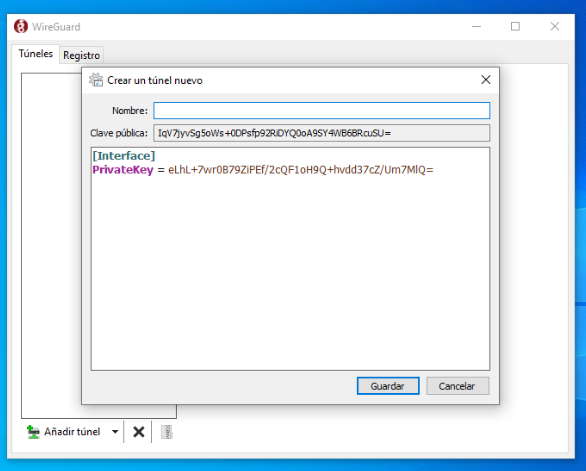 WireGuard
Túneles
Registro
Crear un túnel nuevo
Nombre:
Clave pública: IqV7jyvSg5oWs+0DPsfp92RiDYQ0oA9SY4WB6BRcuSU=
[Interface]
PrivateKey = eLhL+7wr0B79ZiPEf/2cQF1oH9Q+hvdd37cZ/Um7MlQ=
Guardar
Cancelar
Añadir túnel